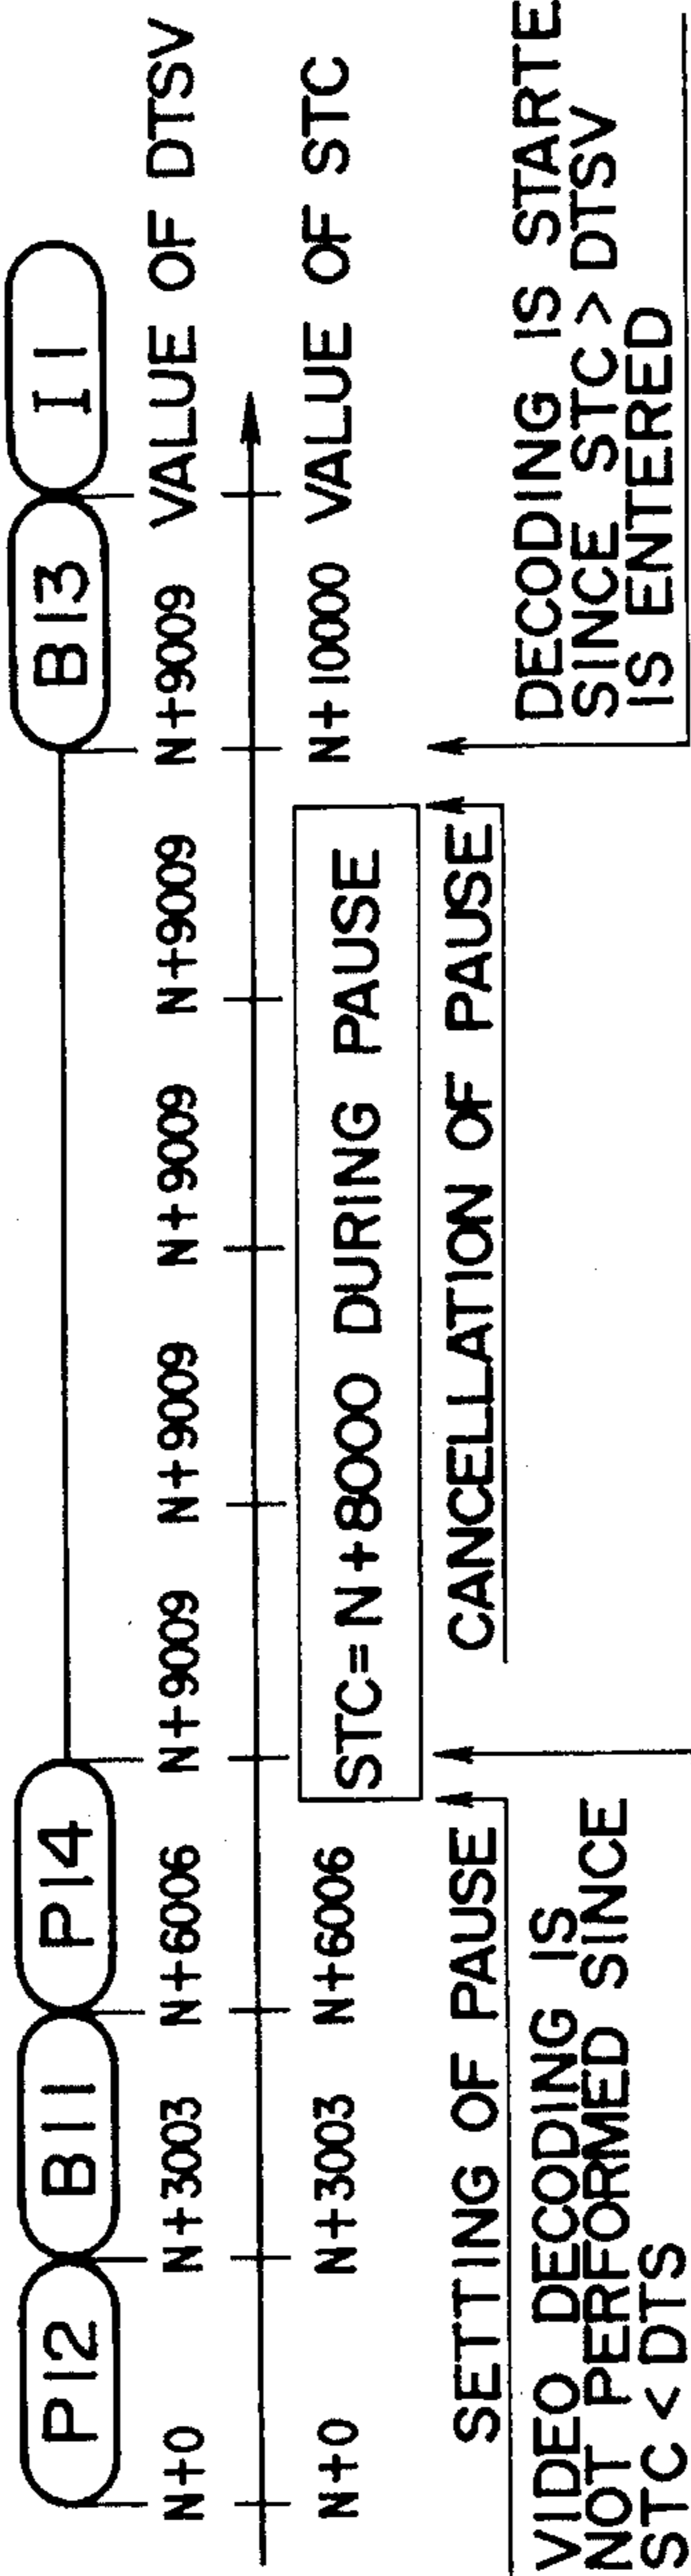 P12 B11 P14 B13 I1
N+0 N+3003 N+6006 N+9009 N+9009 N+9009 N+9009 N+9009 VALUE OF DTSV
N+0 N+3003 N+6006 STC=N+8000 DURING PAUSE N+10000 VALUE OF STC
SETTING OF PAUSE
CANCELLATION OF PAUSE
VIDEO DECODING IS
NOT PERFORMED SINCE
STC < DTS
DECODING IS STARTE
SINCE STC > DTSV
IS ENTERED